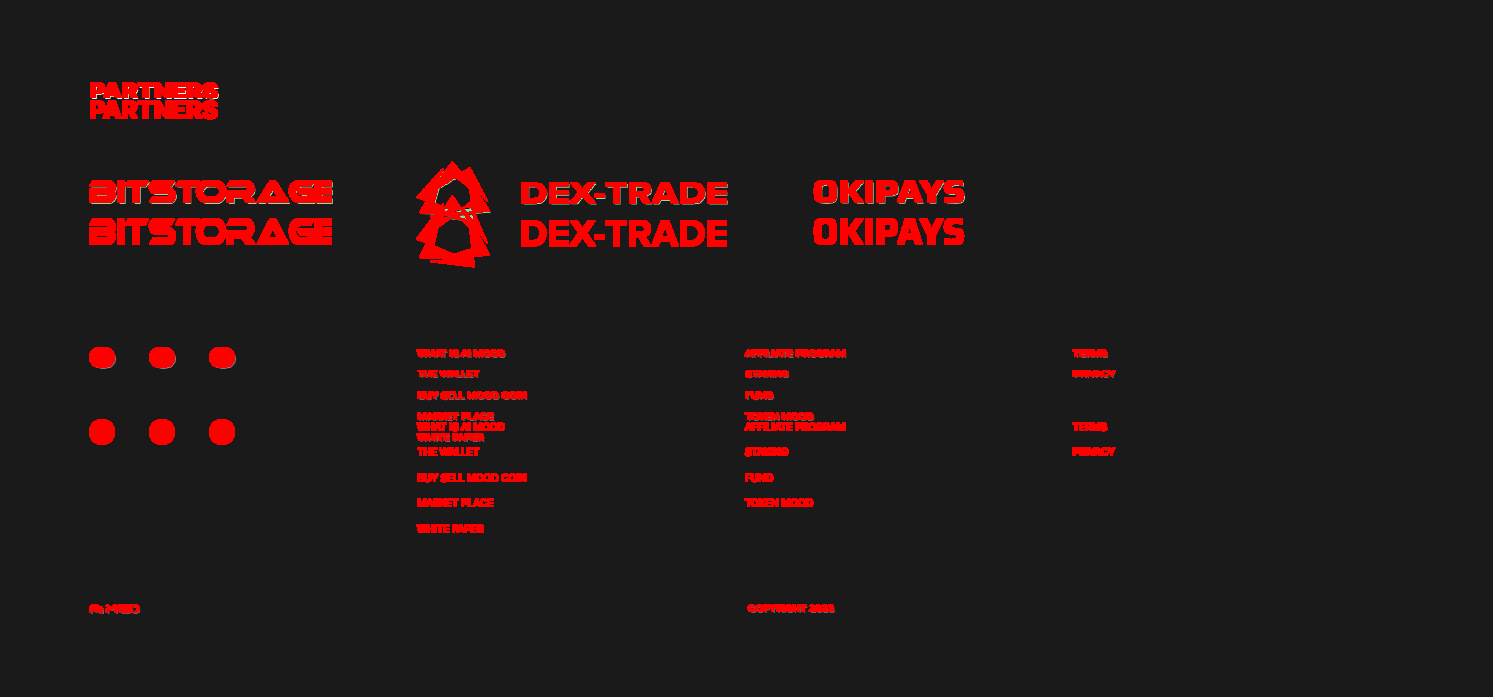 PARTNERS
PARTNERS
BITSTORAGE DEX-TRADE OKIPAYS
BITSTORAGE DEX-TRADE OKIPAYS
WHAT IS AI MOOD AFFILIATE PROGRAM TERMS
THE WALLET STAKING PRIVACY
BUY SELL MOOD COIN FUND
MARKET PLACE TOKEN MOOD
WHAT IS AI MOOD AFFILIATE PROGRAM TERMS
WHITE PAPER
THE WALLET STAKING PRIVACY
BUY SELL MOOD COIN FUND
MARKET PLACE TOKEN MOOD
WHITE PAPER
COPYRIGHT